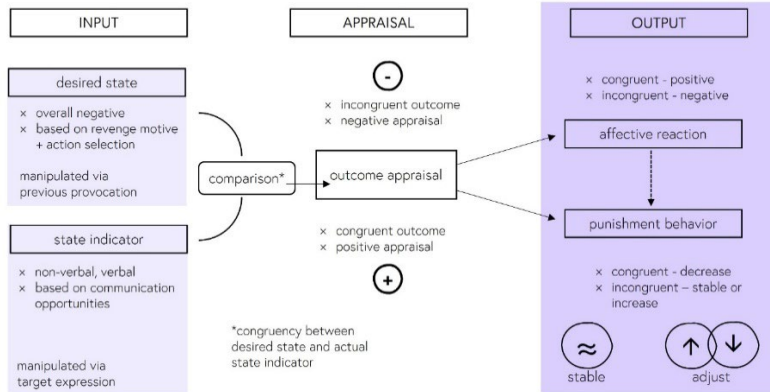 INPUT
desired state
× overall negative
× based on revenge motive
+ action selection
manipulated via
previous provocation
state indicator
× non-verbal, verbal
× based on communication
opportunities
manipulated via
target expression
comparison*
APPRAISAL
-
× incongruent outcome
× negative appraisal
outcome appraisal
× congruent outcome
× positive appraisal
+
*congruency between
desired state and actual
state indicator
OUTPUT
× congruent - positive
× incongruent - negative
affective reaction
punishment behavior
× congruent - decrease
× incongruent – stable or
increase
≈
stable
↑ ↓
adjust